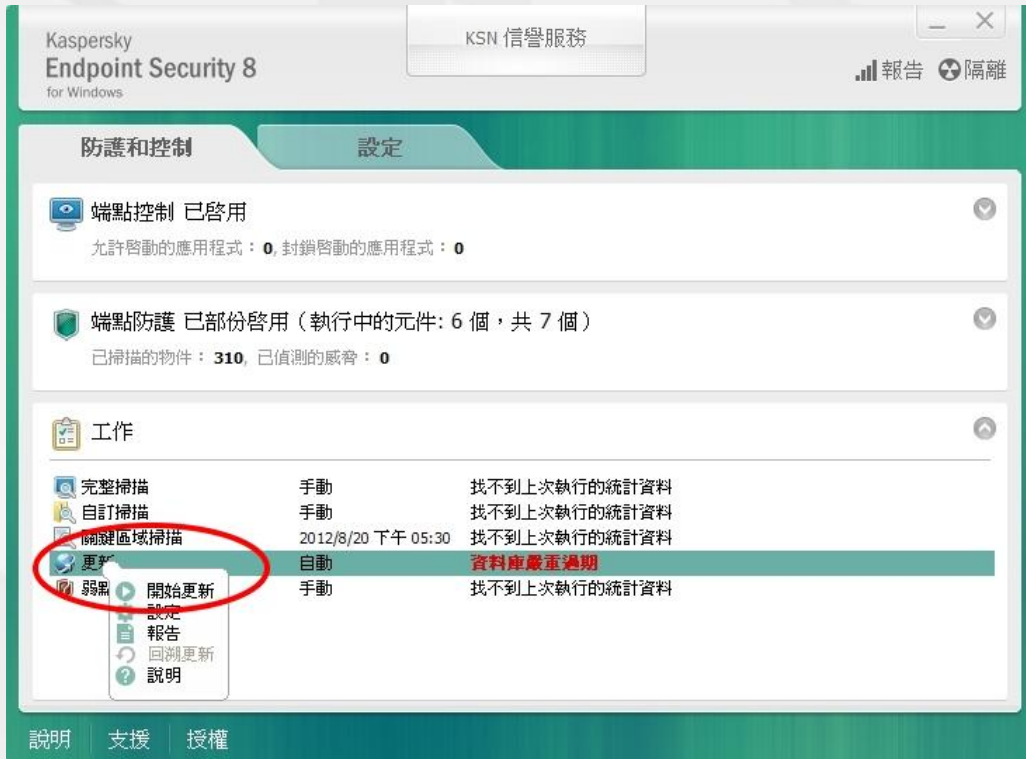 Kaspersky
Endpoint Security 8
for Windows
KSN 信譽服務
報告 隔離
防護和控制 設定
端點控制 已啓用
允許啓動的應用程式：0, 封鎖啓動的應用程式：0
端點防護 已部份啓用（執行中的元件: 6 個，共 7 個）
已掃描的物件：310, 已偵測的威脅：0
工作
完整掃描 手動 找不到上次執行的統計資料
自訂掃描 手動 找不到上次執行的統計資料
關鍵區域掃描 2012/8/20 下午 05:30 找不到上次執行的統計資料
更新 自動 資料庫嚴重過期
弱點 手動 找不到上次執行的統計資料
開始更新
設定
報告
回溯更新
說明
說明 支援 授權